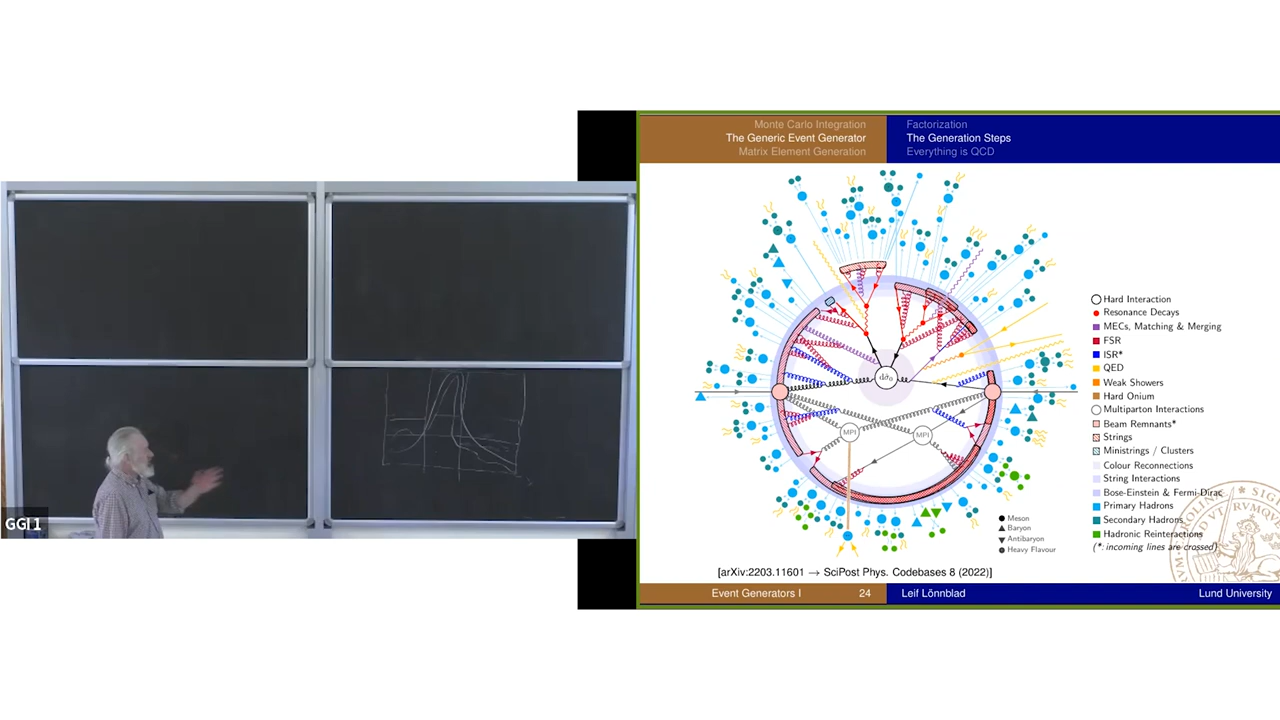 Monte Carlo Integration
The Generic Event Generator
Matrix Element Generation
Factorization
The Generation Steps
Everything is QCD
dσ̂₀
MPI
MPI
Meson
Baryon
Antibaryon
Heavy Flavour
Hard Interaction
Resonance Decays
MECs, Matching & Merging
FSR
ISR*
QED
Weak Showers
Hard Onium
Multiparton Interactions
Beam Remnants*
Strings
Ministrings / Clusters
Colour Reconnections
String Interactions
Bose-Einstein & Fermi-Dirac
Primary Hadrons
Secondary Hadrons
Hadronic Reinteractions
(*: incoming lines are crossed)
[arXiv:2203.11601 → SciPost Phys. Codebases 8 (2022)]
Event Generators I 24 Leif Lönnblad Lund University
GGI 1